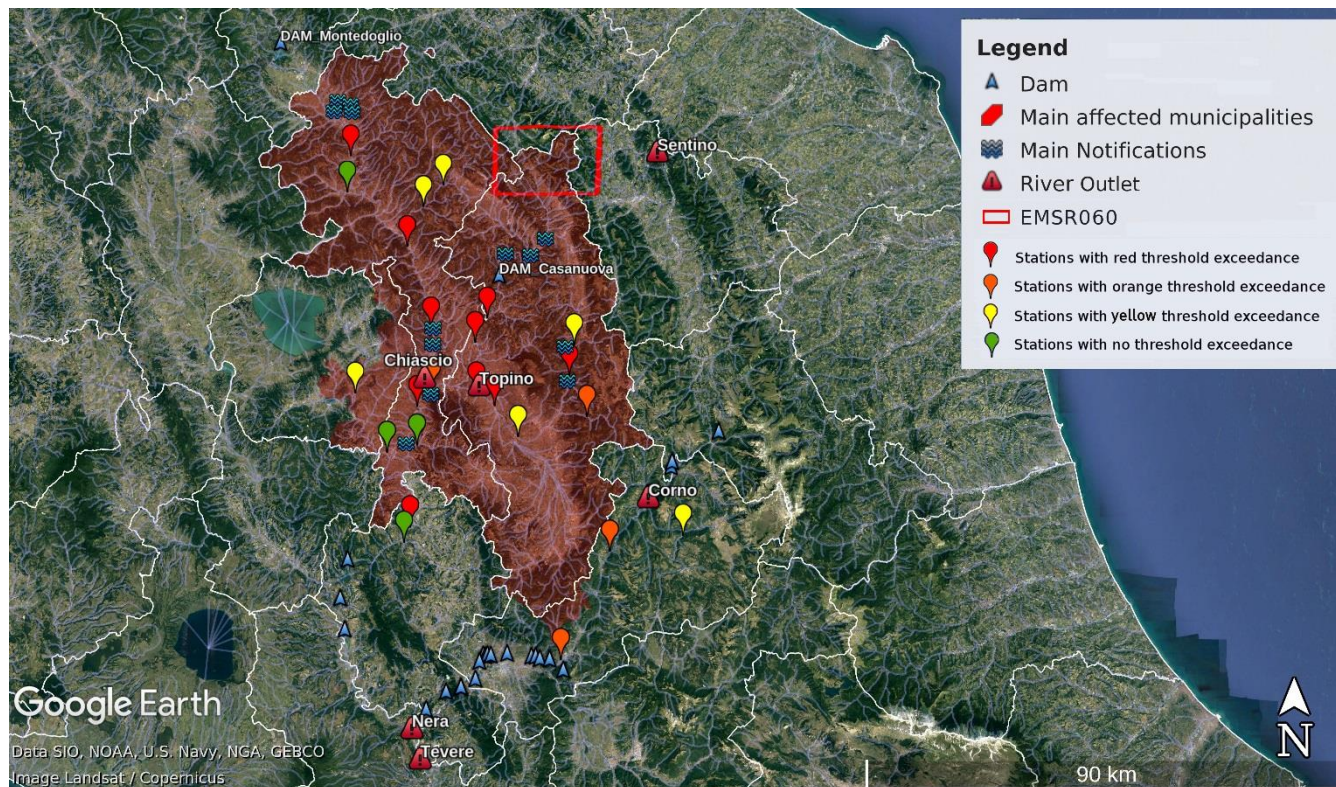 DAM_Montedoglio
Legend
Dam
Main affected municipalities
Main Notifications
River Outlet
EMSR060
Stations with red threshold exceedance
Stations with orange threshold exceedance
Stations with yellow threshold exceedance
Stations with no threshold exceedance
Sentino
DAM_Casanuova
Chiascio
Topino
Corno
Nera
Tevere
Google Earth
Data SIO, NOAA, U.S. Navy, NGA, GEBCO
Image Landsat / Copernicus
90 km
N